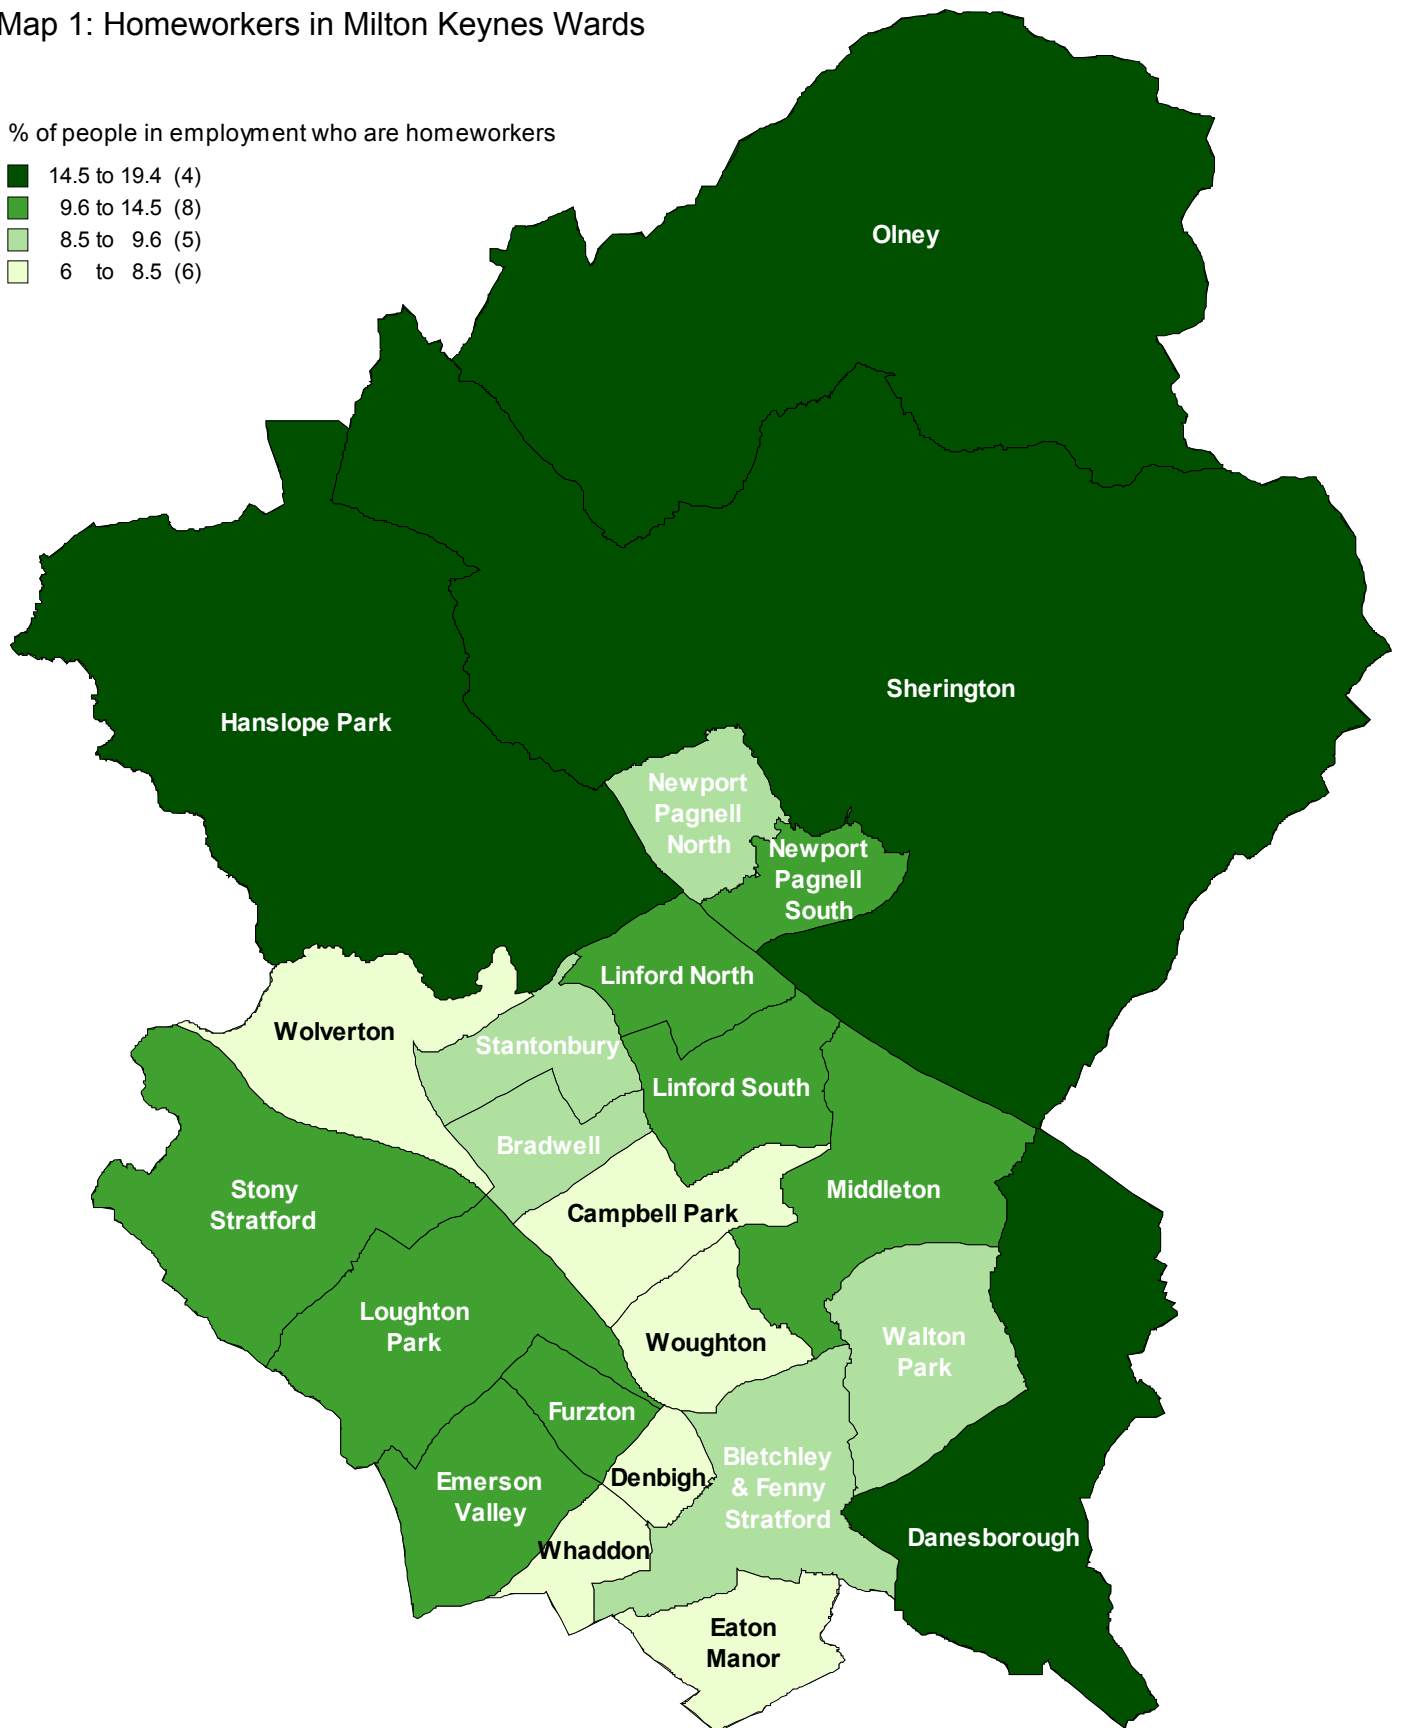 Map 1: Homeworkers in Milton Keynes Wards
% of people in employment who are homeworkers
14.5 to 19.4 (4)
9.6 to 14.5 (8)
8.5 to 9.6 (5)
6 to 8.5 (6)
Olney
Sherington
Hanslope Park
Newport
Pagnell
North
Newport
Pagnell
South
Linford North
Wolverton
Stantonbury
Linford South
Bradwell
Stony
Stratford
Middleton
Campbell Park
Loughton
Park
Woughton
Walton
Park
Furzton
Bletchley
& Fenny
Stratford
Denbigh
Emerson
Valley
Danesborough
Whaddon
Eaton
Manor